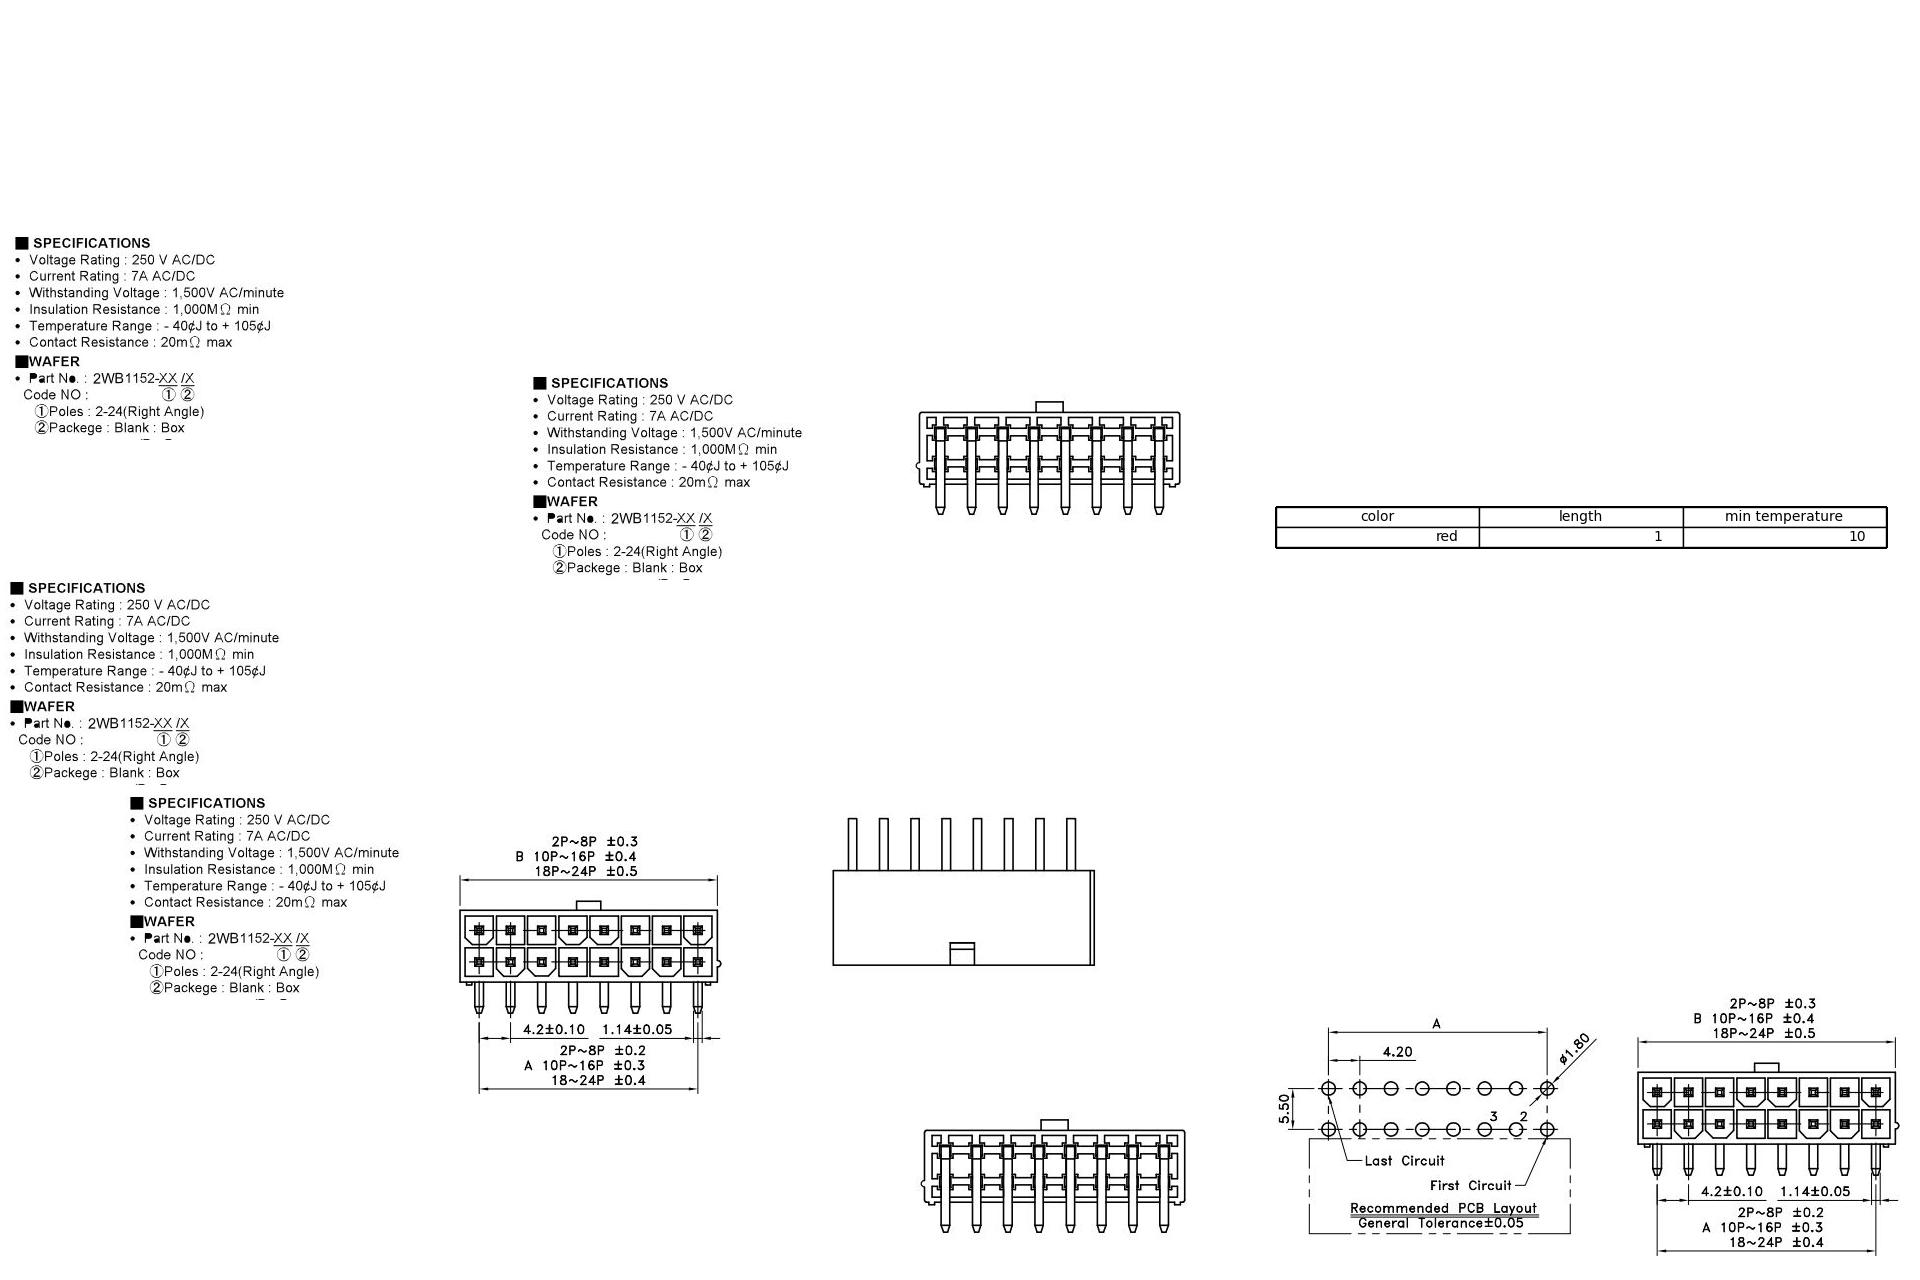 ■ SPECIFICATIONS
• Voltage Rating : 250 V AC/DC
• Current Rating : 7A AC/DC
• Withstanding Voltage : 1,500V AC/minute
• Insulation Resistance : 1,000MΩ min
• Temperature Range : - 40¢J to + 105¢J
• Contact Resistance : 20mΩ max
■WAFER
• Part No. : 2WB1152-XX /X
Code NO : ① ②
①Poles : 2-24(Right Angle)
②Packege : Blank : Box
■ SPECIFICATIONS
• Voltage Rating : 250 V AC/DC
• Current Rating : 7A AC/DC
• Withstanding Voltage : 1,500V AC/minute
• Insulation Resistance : 1,000MΩ min
• Temperature Range : - 40¢J to + 105¢J
• Contact Resistance : 20mΩ max
■WAFER
• Part No. : 2WB1152-XX /X
Code NO : ① ②
①Poles : 2-24(Right Angle)
②Packege : Blank : Box
color length min temperature
red 1 10
■ SPECIFICATIONS
• Voltage Rating : 250 V AC/DC
• Current Rating : 7A AC/DC
• Withstanding Voltage : 1,500V AC/minute
• Insulation Resistance : 1,000MΩ min
• Temperature Range : - 40¢J to + 105¢J
• Contact Resistance : 20mΩ max
■WAFER
• Part No. : 2WB1152-XX /X
Code NO : ① ②
①Poles : 2-24(Right Angle)
②Packege : Blank : Box
■ SPECIFICATIONS
• Voltage Rating : 250 V AC/DC
• Current Rating : 7A AC/DC
• Withstanding Voltage : 1,500V AC/minute
• Insulation Resistance : 1,000MΩ min
• Temperature Range : - 40¢J to + 105¢J
• Contact Resistance : 20mΩ max
■WAFER
• Part No. : 2WB1152-XX /X
Code NO : ① ②
①Poles : 2-24(Right Angle)
②Packege : Blank : Box
2P~8P ±0.3
B 10P~16P ±0.4
18P~24P ±0.5
4.2±0.10 1.14±0.05
2P~8P ±0.2
A 10P~16P ±0.3
18~24P ±0.4
A
4.20
ø1.80
5.50
3 2
Last Circuit
First Circuit
Recommended PCB Layout
General Tolerance±0.05
2P~8P ±0.3
B 10P~16P ±0.4
18P~24P ±0.5
4.2±0.10 1.14±0.05
2P~8P ±0.2
A 10P~16P ±0.3
18~24P ±0.4